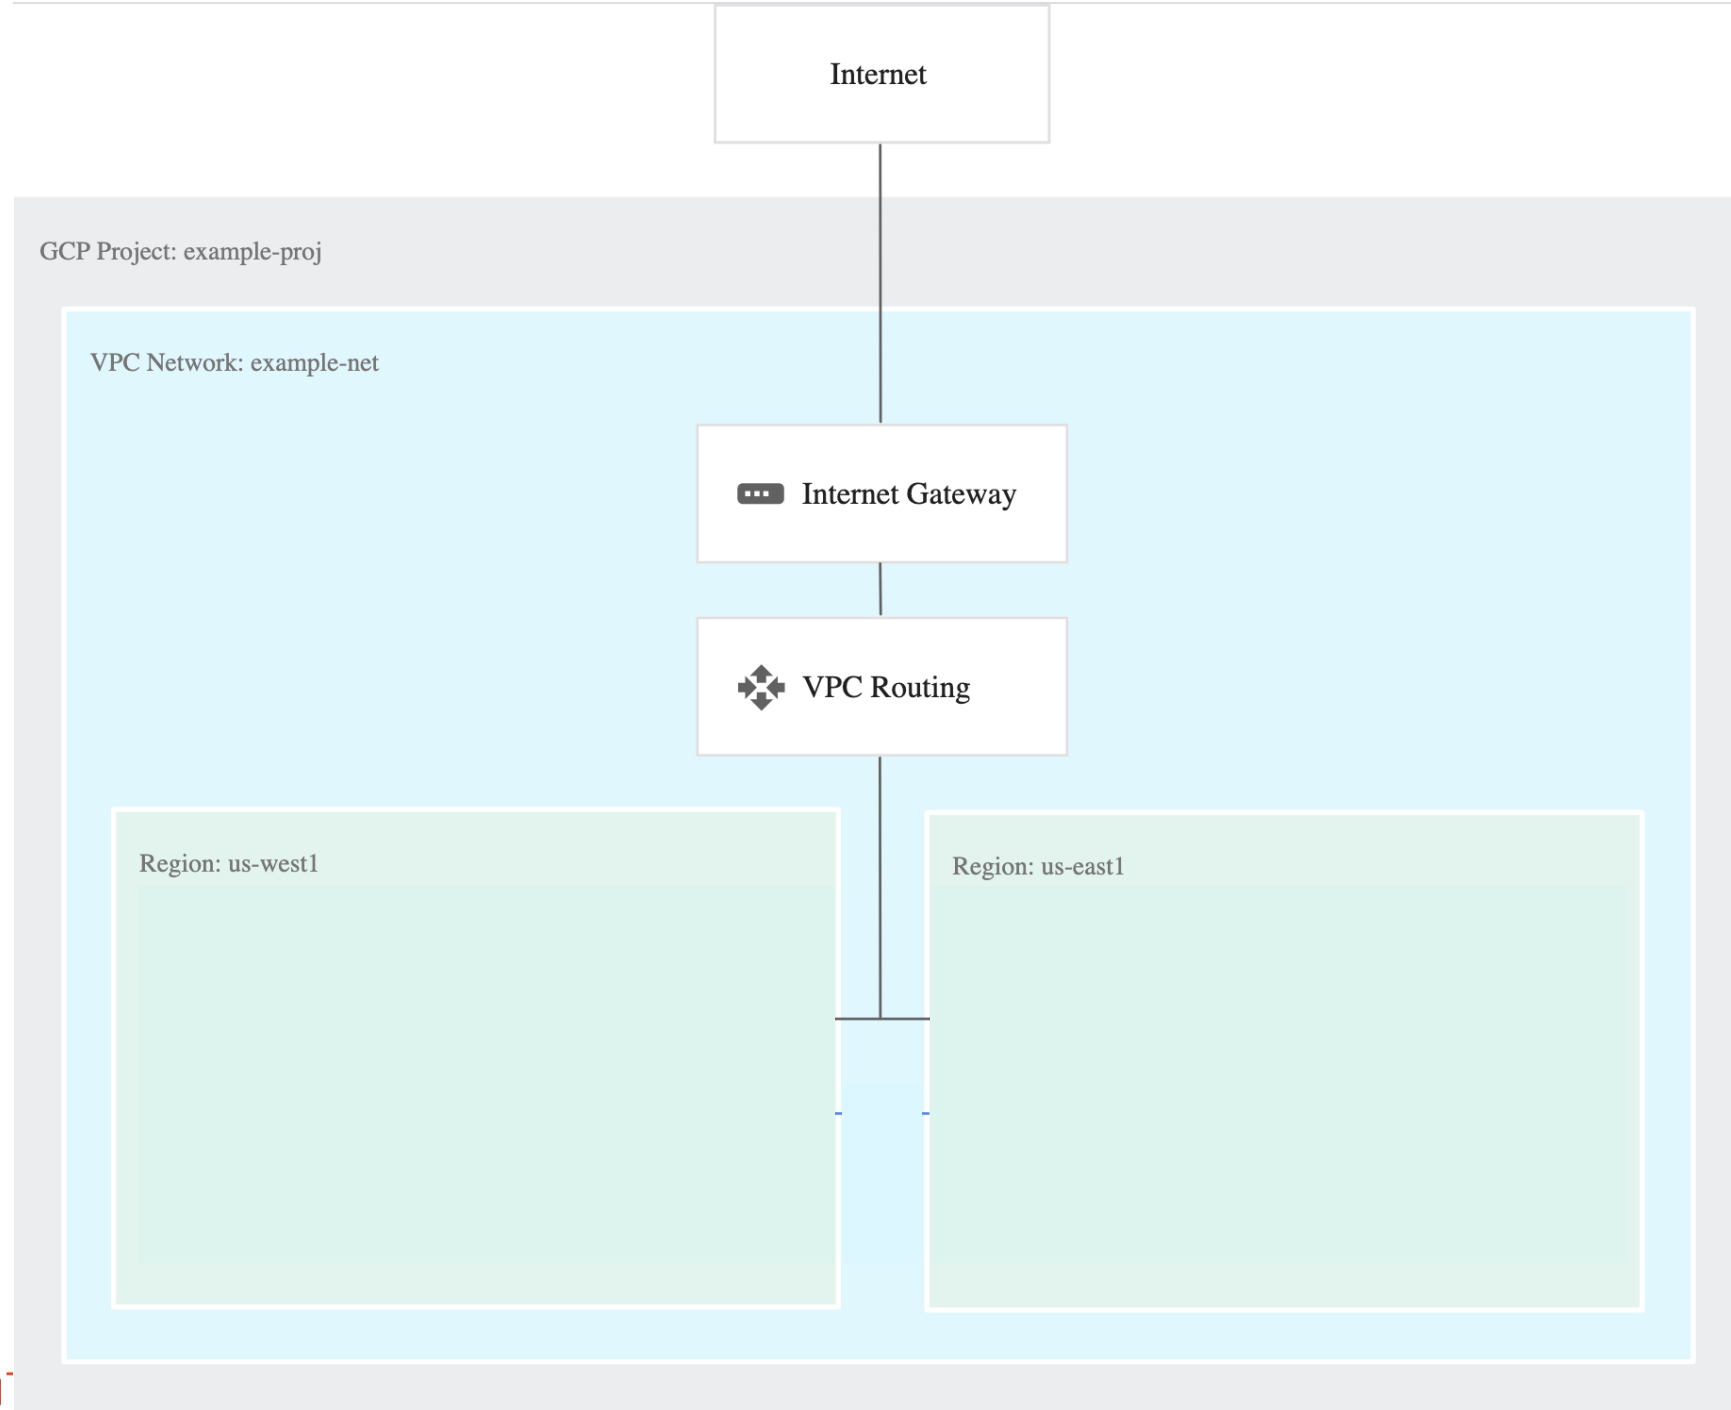 Internet
GCP Project: example-proj
VPC Network: example-net
Internet Gateway
VPC Routing
Region: us-west1
Region: us-east1